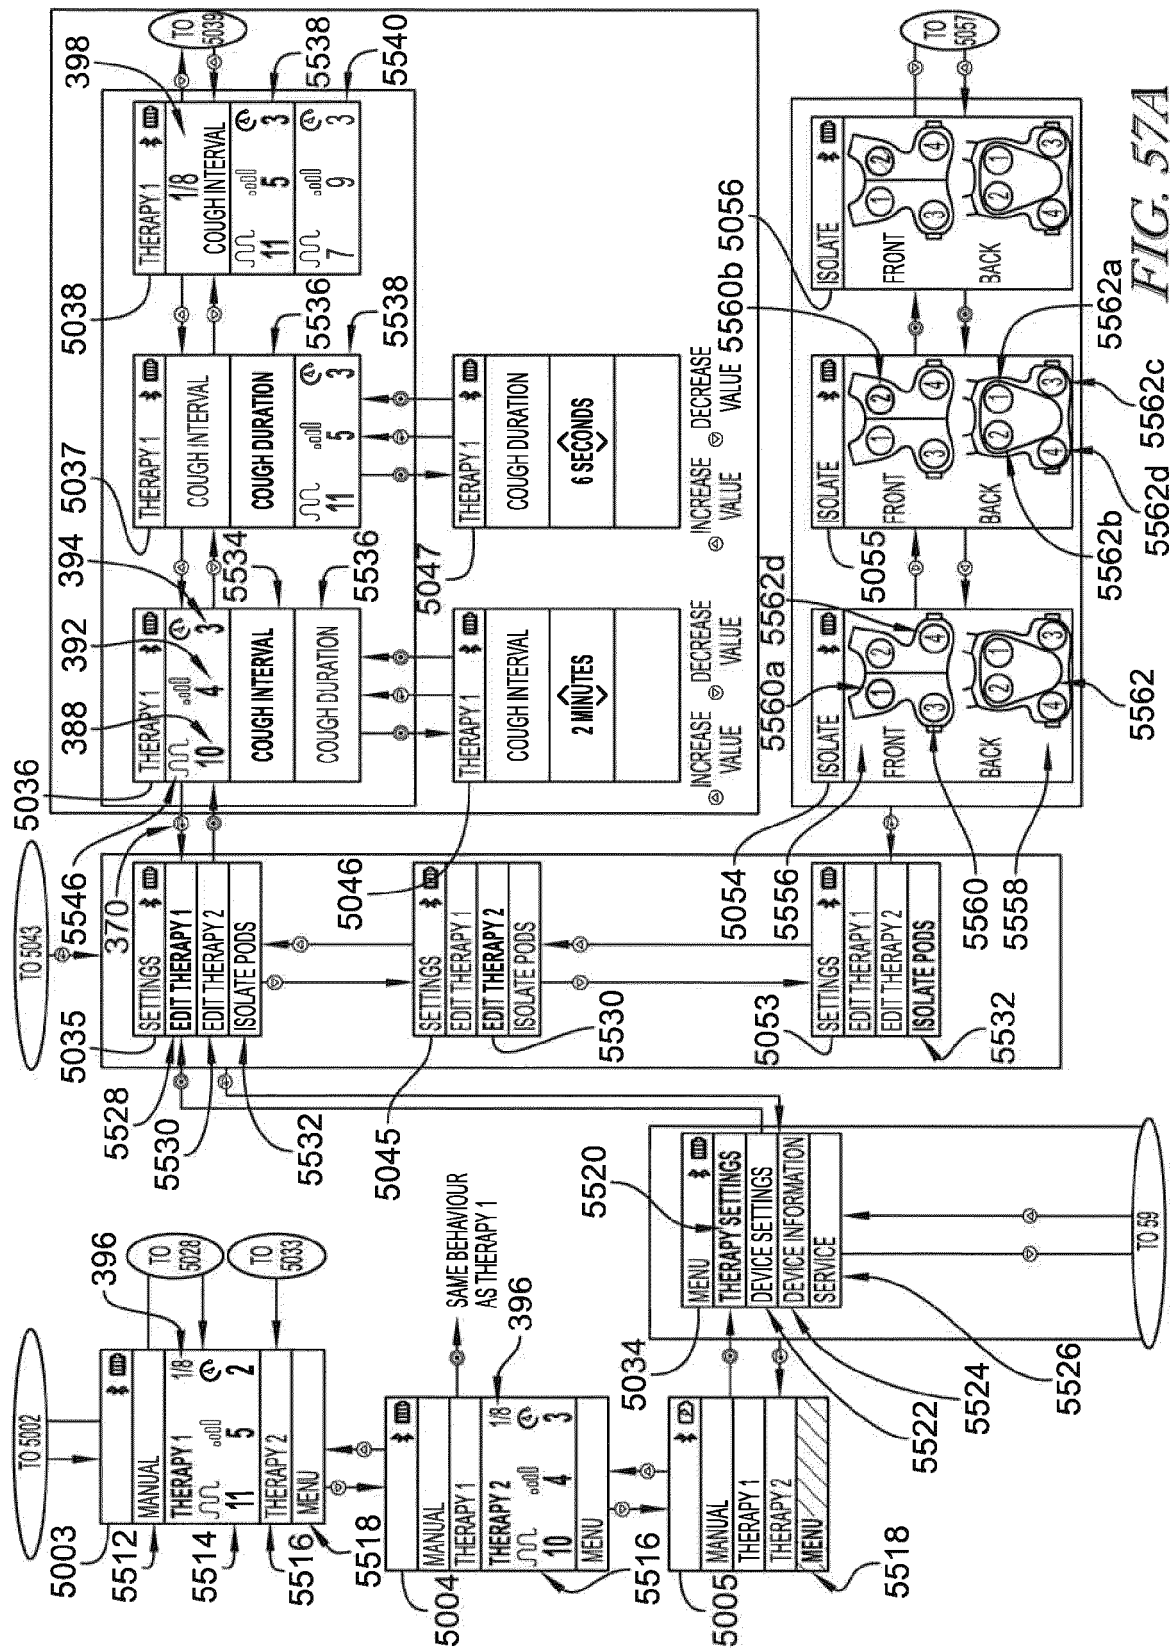 TO 5002
5003
MANUAL
THERAPY 1
1/8
11
5
2
THERAPY 2
MENU
5512
5514
5516
5518
396
TO
5028
TO
5033
5004
MANUAL
THERAPY 1
THERAPY 2
1/8
10
4
3
MENU
5516
396
SAME BEHAVIOUR
AS THERAPY 1
5005
MANUAL
THERAPY 1
THERAPY 2
MENU
5518
5034
MENU
THERAPY SETTINGS
DEVICE SETTINGS
DEVICE INFORMATION
SERVICE
5520
5522
5524
5526
TO 59
TO 5043
5035
SETTINGS
EDIT THERAPY 1
EDIT THERAPY 2
ISOLATE PODS
5528
5530
5532
5045
SETTINGS
EDIT THERAPY 1
EDIT THERAPY 2
ISOLATE PODS
5530
5053
SETTINGS
EDIT THERAPY 1
EDIT THERAPY 2
ISOLATE PODS
5532
370
5546
5036
388
392
394
THERAPY 1
10
4
3
COUGH INTERVAL
COUGH DURATION
5534
5536
5037
THERAPY 1
COUGH INTERVAL
COUGH DURATION
11
5
3
5536
5538
5038
398
THERAPY 1
1/8
COUGH INTERVAL
11
5
3
7
9
3
5538
5540
TO
5039
5046
THERAPY 1
COUGH INTERVAL
2 MINUTES
INCREASE
VALUE
DECREASE
VALUE
5047
THERAPY 1
COUGH DURATION
6 SECONDS
INCREASE
VALUE
DECREASE
VALUE
5054
ISOLATE
FRONT
1
2
3
4
BACK
2
1
4
3
5556
5560
5558
5562
5560a
5562d
5055
ISOLATE
FRONT
1
2
3
4
BACK
2
1
4
3
5560b
5562b
5562d
5562c
5562a
5056
ISOLATE
FRONT
1
2
3
4
BACK
2
1
4
3
TO
5057
FIG. 57A